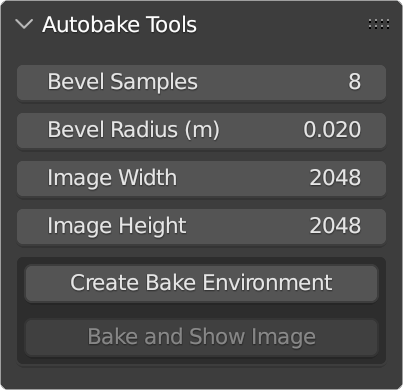 Autobake Tools
Bevel Samples 8
Bevel Radius (m) 0.020
Image Width 2048
Image Height 2048
Create Bake Environment
Bake and Show Image